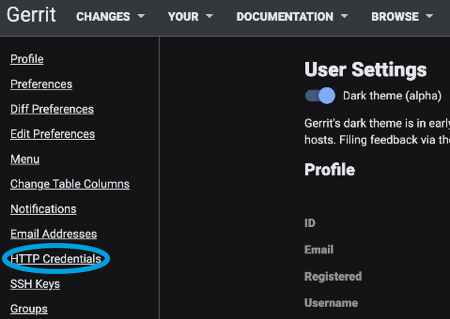 Gerrit CHANGES YOUR DOCUMENTATION BROWSE
Profile
Preferences
Diff Preferences
Edit Preferences
Menu
Change Table Columns
Notifications
Email Addresses
HTTP Credentials
SSH Keys
Groups
User Settings
Dark theme (alpha)
Gerrit's dark theme is in early
hosts. Filing feedback via the
Profile
ID
Email
Registered
Username